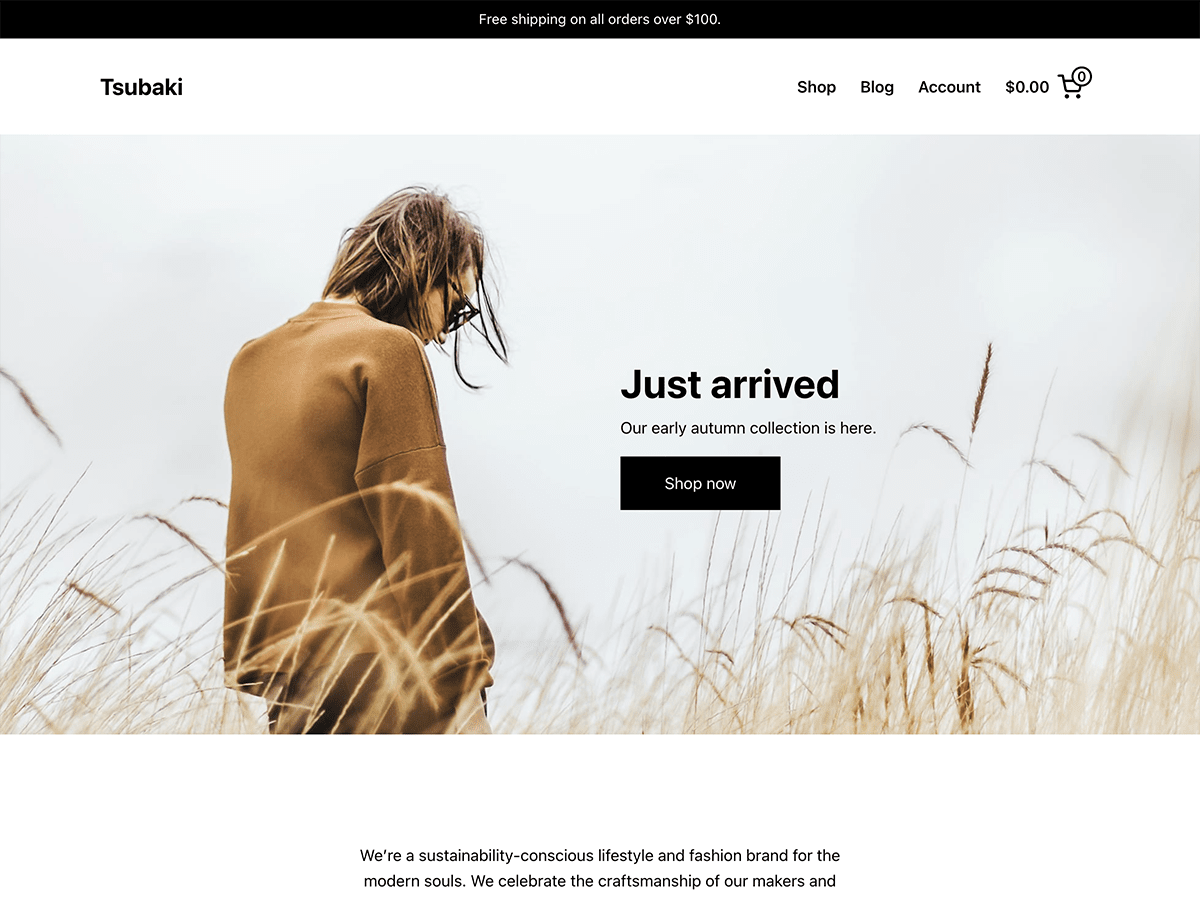 Free shipping on all orders over $100.
Tsubaki
Shop Blog Account $0.00 0
Just arrived
Our early autumn collection is here.
Shop now
We’re a sustainability-conscious lifestyle and fashion brand for the
modern souls. We celebrate the craftsmanship of our makers and